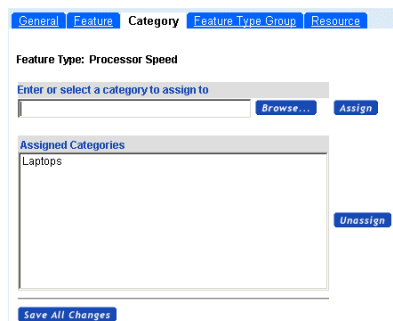 General Feature Category Feature Type Group Resource
Feature Type: Processor Speed
Enter or select a category to assign to
Browse... Assign
Assigned Categories
Laptops
Unassign
Save All Changes